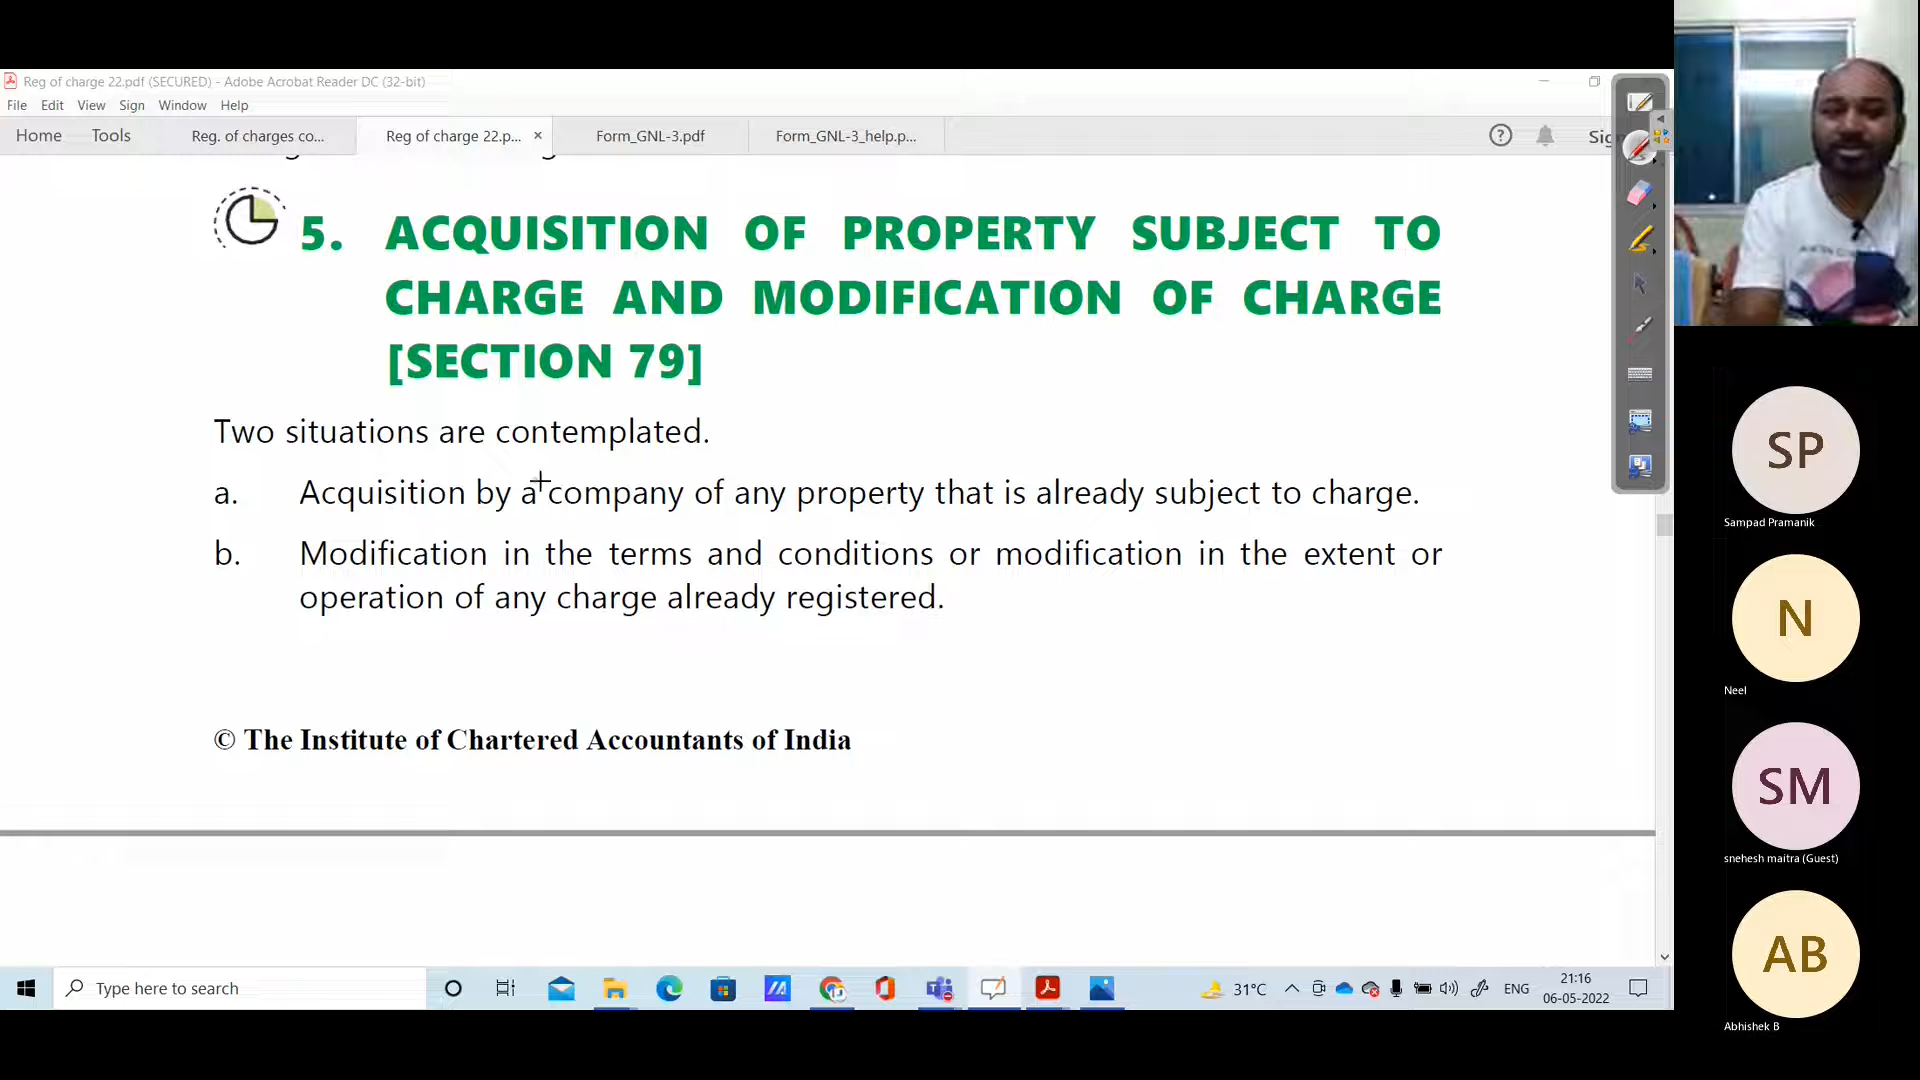 Reg of charge 22.pdf (SECURED) - Adobe Acrobat Reader DC (32-bit)
File Edit View Sign Window Help
Home Tools Reg. of charges co... Reg of charge 22.p... × Form_GNL-3.pdf Form_GNL-3_help.p...
5. ACQUISITION OF PROPERTY SUBJECT TO
CHARGE AND MODIFICATION OF CHARGE
[SECTION 79]
Two situations are contemplated.
a. Acquisition by a company of any property that is already subject to charge.
b. Modification in the terms and conditions or modification in the extent or
operation of any charge already registered.
© The Institute of Chartered Accountants of India
SP
Sampad Pramanik
N
Neel
SM
snehesh maitra (Guest)
AB
Abhishek B
Type here to search
31°C
ENG
21:16
06-05-2022